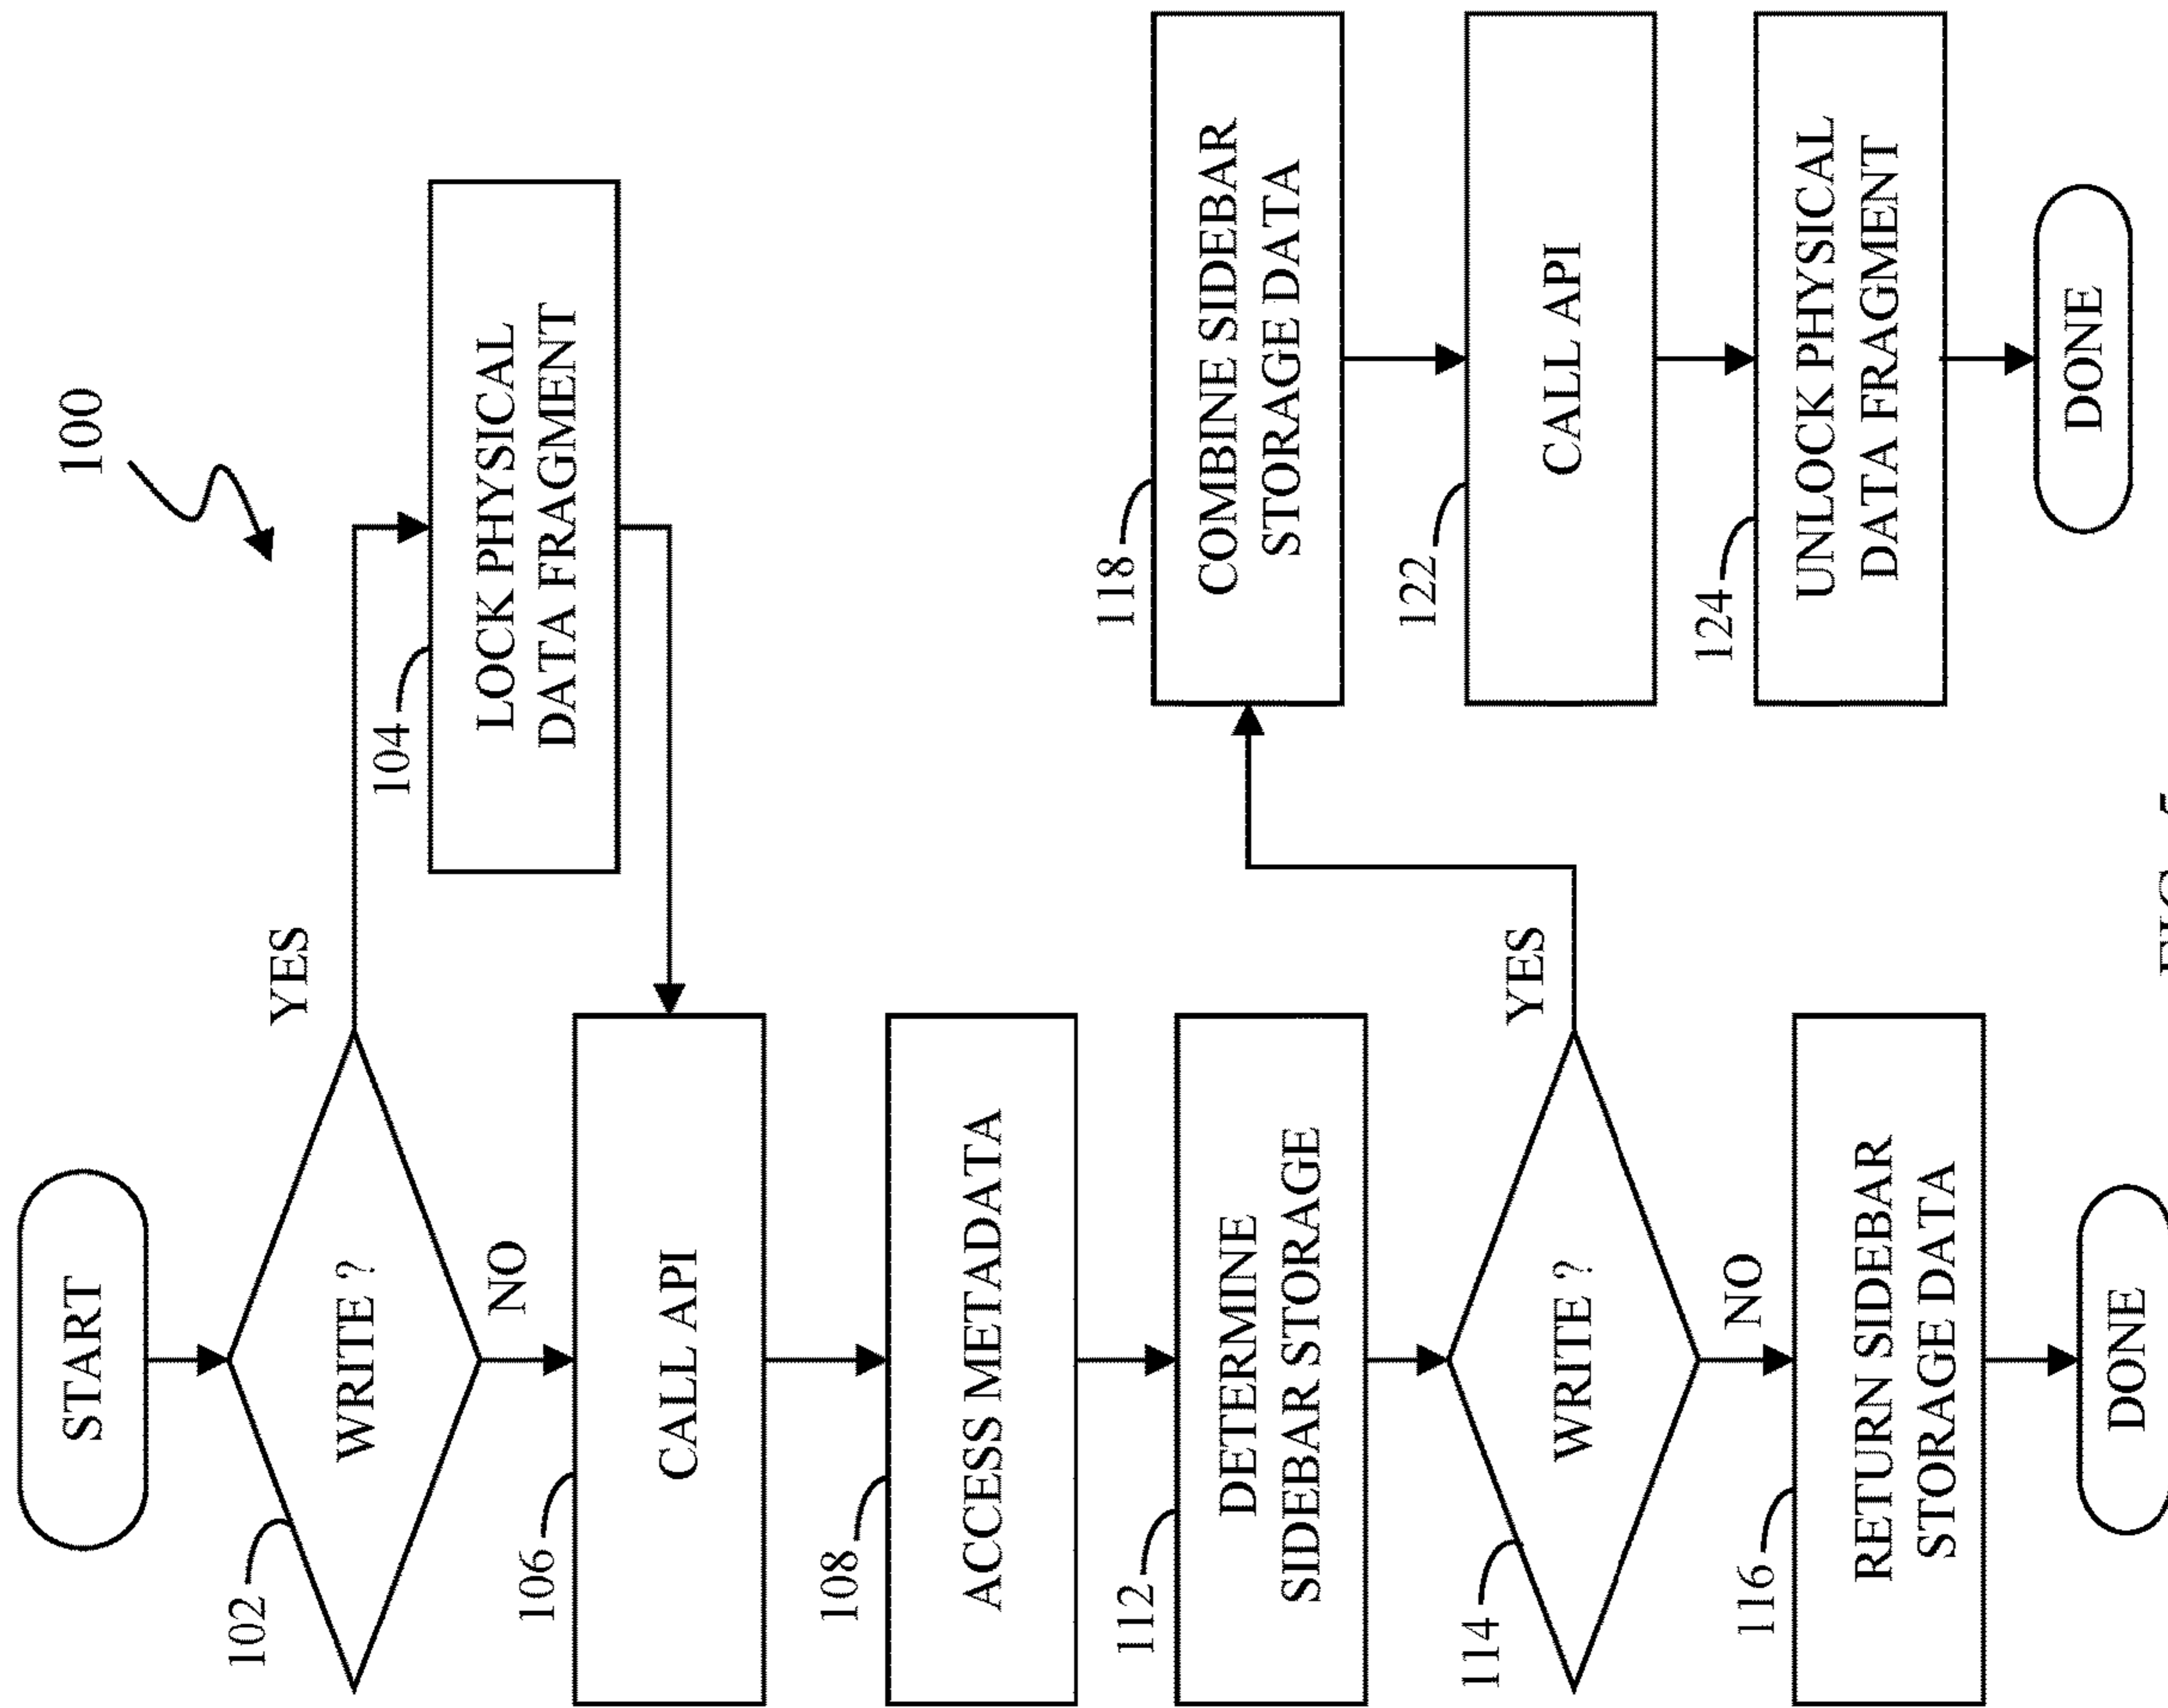 100
START
102
WRITE ?
YES
NO
104
LOCK PHYSICAL
DATA FRAGMENT
106
CALL API
108
ACCESS METADATA
112
DETERMINE
SIDEBAR STORAGE
114
WRITE ?
YES
NO
116
RETURN SIDEBAR
STORAGE DATA
DONE
118
COMBINE SIDEBAR
STORAGE DATA
122
CALL API
124
UNLOCK PHYSICAL
DATA FRAGMENT
DONE